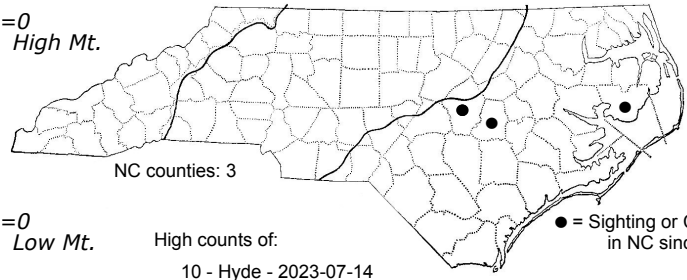 =0
High Mt.
NC counties: 3
=0
Low Mt.
High counts of:
10 - Hyde - 2023-07-14
● = Sighting or
in NC